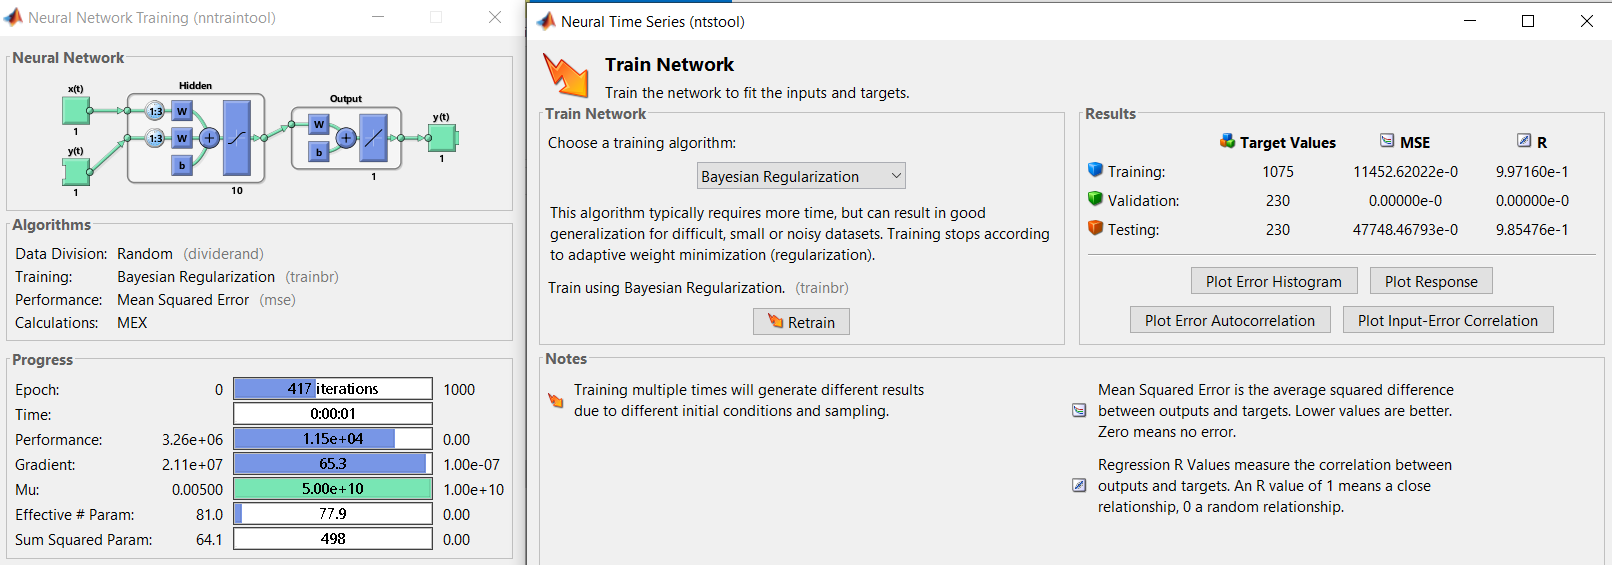 Neural Network Training (nntraintool)
Neural Network
Hidden
x(t)
1:3
W
1
Output
y(t)
W
b
1:3
W
y(t)
b
1
1
10
1
Algorithms
Data Division: Random (dividerand)
Training: Bayesian Regularization (trainbr)
Performance: Mean Squared Error (mse)
Calculations: MEX
Progress
Epoch: 0 417 iterations 1000
Time: 0:00:01
Performance: 3.26e+06 1.15e+04 0.00
Gradient: 2.11e+07 65.3 1.00e-07
Mu: 0.00500 5.00e+10 1.00e+10
Effective # Param: 81.0 77.9 0.00
Sum Squared Param: 64.1 498 0.00
Neural Time Series (ntstool)
Train Network
Train the network to fit the inputs and targets.
Train Network
Choose a training algorithm:
Bayesian Regularization
This algorithm typically requires more time, but can result in good
generalization for difficult, small or noisy datasets. Training stops according
to adaptive weight minimization (regularization).
Train using Bayesian Regularization. (trainbr)
Retrain
Results
Target Values MSE R
Training: 1075 11452.62022e-0 9.97160e-1
Validation: 230 0.00000e-0 0.00000e-0
Testing: 230 47748.46793e-0 9.85476e-1
Plot Error Histogram Plot Response
Plot Error Autocorrelation Plot Input-Error Correlation
Notes
Training multiple times will generate different results
due to different initial conditions and sampling.
Mean Squared Error is the average squared difference
between outputs and targets. Lower values are better.
Zero means no error.
Regression R Values measure the correlation between
outputs and targets. An R value of 1 means a close
relationship, 0 a random relationship.